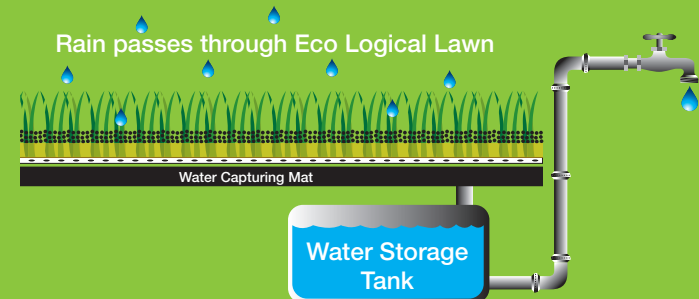 Rain passes through Eco Logical Lawn
Water Capturing Mat
Water Storage
Tank